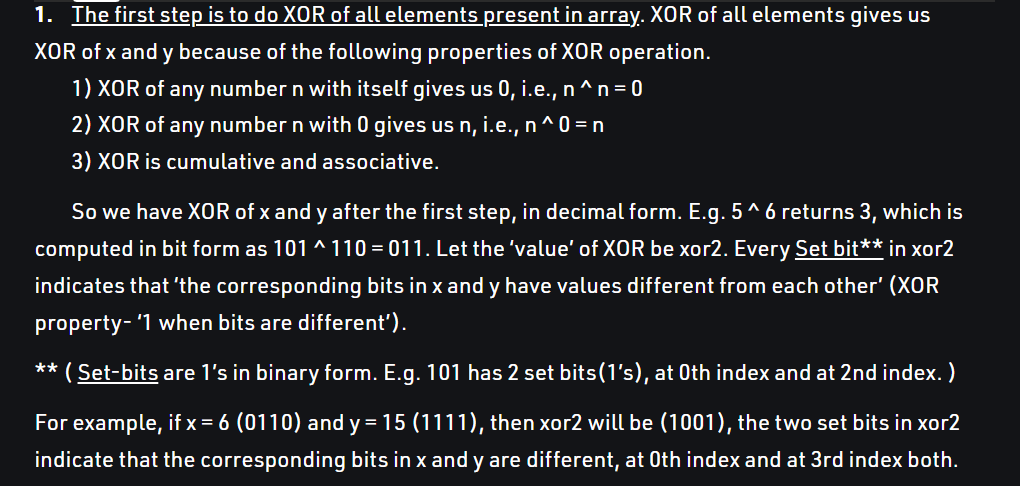 1. The first step is to do XOR of all elements present in array. XOR of all elements gives us
XOR of x and y because of the following properties of XOR operation.
1) XOR of any number n with itself gives us 0, i.e., n ^ n = 0
2) XOR of any number n with 0 gives us n, i.e., n ^ 0 = n
3) XOR is cumulative and associative.
So we have XOR of x and y after the first step, in decimal form. E.g. 5 ^ 6 returns 3, which is
computed in bit form as 101 ^ 110 = 011. Let the ‘value’ of XOR be xor2. Every Set bit** in xor2
indicates that ‘the corresponding bits in x and y have values different from each other’ (XOR
property- ‘1 when bits are different’).
** ( Set-bits are 1’s in binary form. E.g. 101 has 2 set bits(1’s), at 0th index and at 2nd index. )
For example, if x = 6 (0110) and y = 15 (1111), then xor2 will be (1001), the two set bits in xor2
indicate that the corresponding bits in x and y are different, at 0th index and at 3rd index both.